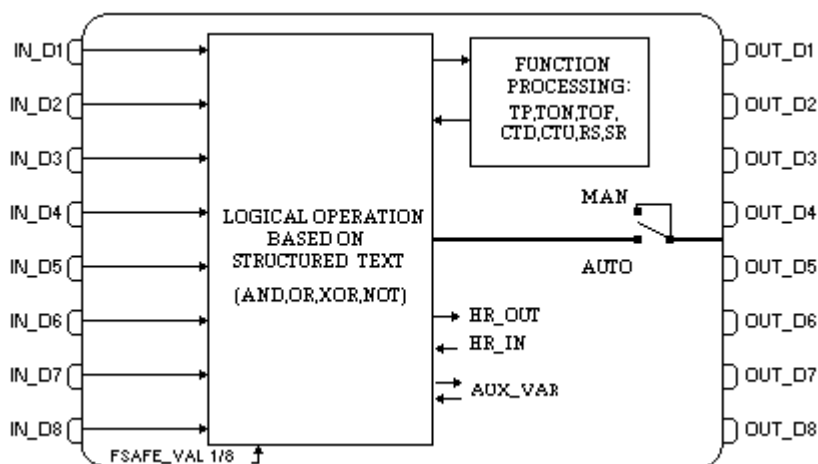 IN_D1
IN_D2
IN_D3
IN_D4
IN_D5
IN_D6
IN_D7
IN_D8
FSAFE_VAL 1/8
LOGICAL OPERATION
BASED ON
STRUCTURED TEXT
(AND,OR,XOR,NOT)
FUNCTION
PROCESSING:
TP,TON,TOF,
CTD,CTU,RS,SR
MAN
AUTO
HR_OUT
HR_IN
AUX_VAR
OUT_D1
OUT_D2
OUT_D3
OUT_D4
OUT_D5
OUT_D6
OUT_D7
OUT_D8